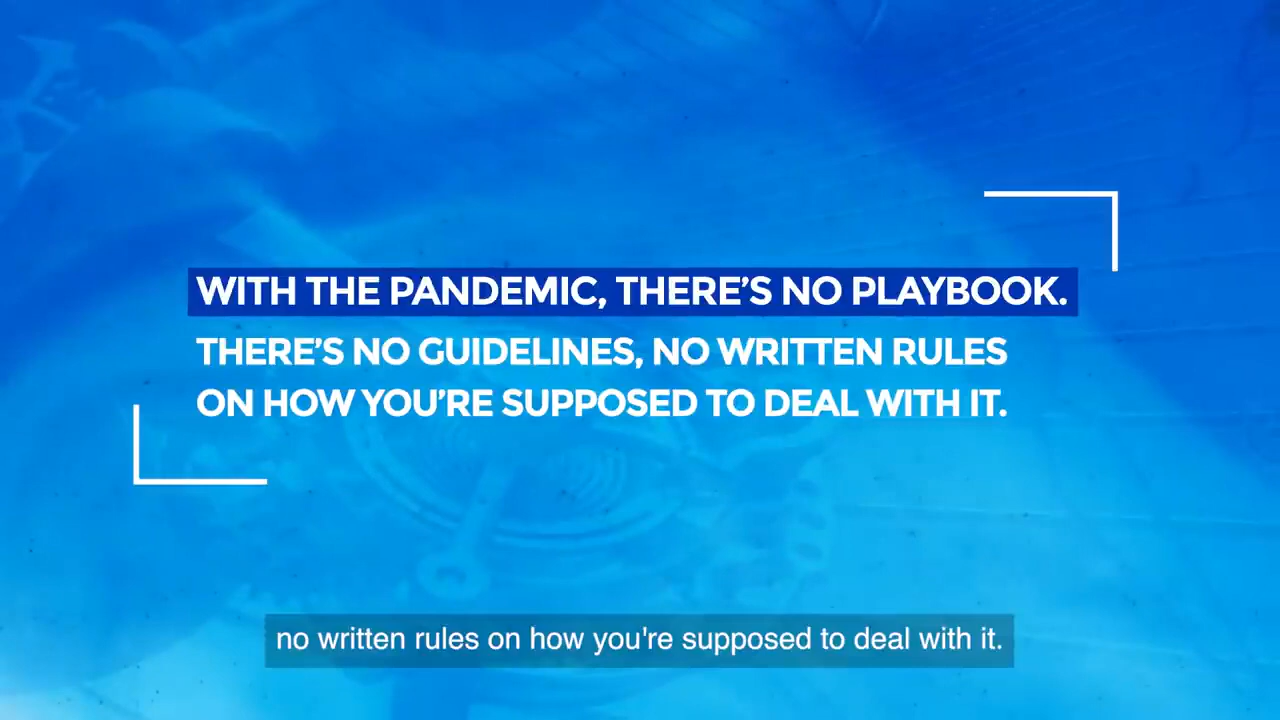 WITH THE PANDEMIC, THERE’S NO PLAYBOOK.
THERE’S NO GUIDELINES, NO WRITTEN RULES
ON HOW YOU’RE SUPPOSED TO DEAL WITH IT.
no written rules on how you're supposed to deal with it.